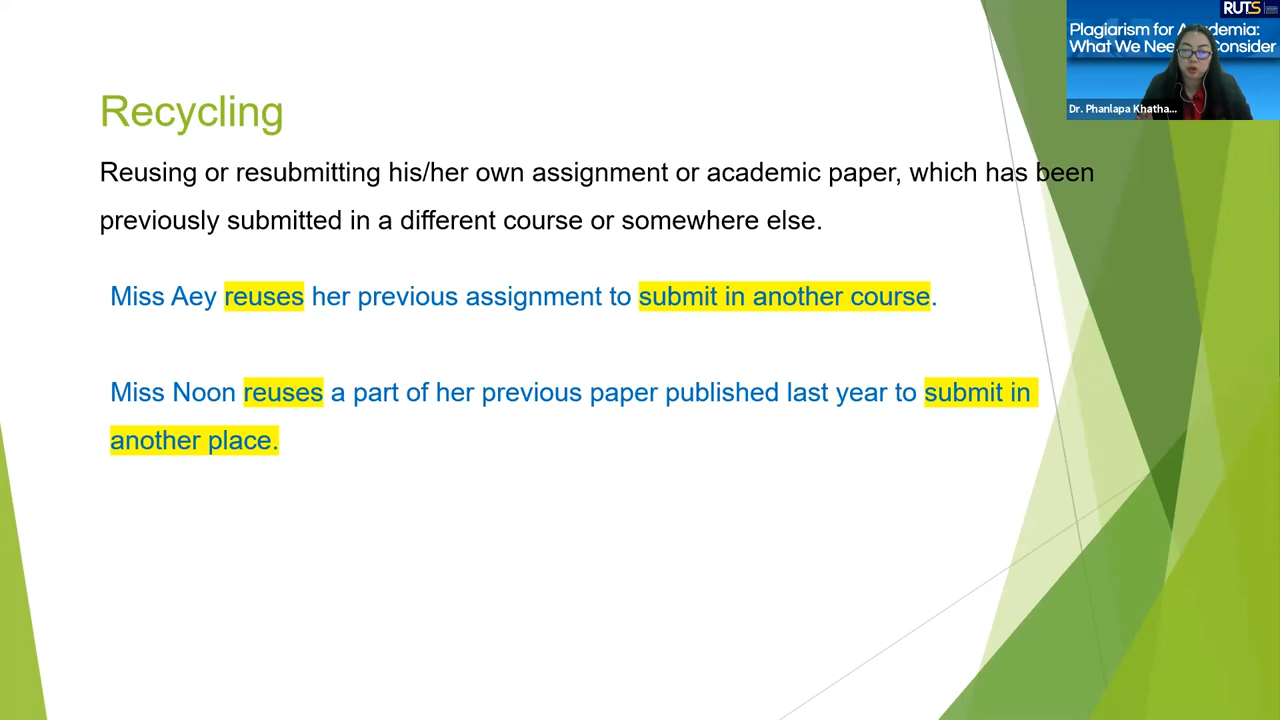 RUTS
Plagiarism for Academia:
What We Need Consider
Dr. Phanlapa Khatha...
Recycling
Reusing or resubmitting his/her own assignment or academic paper, which has been
previously submitted in a different course or somewhere else.
Miss Aey reuses her previous assignment to submit in another course.
Miss Noon reuses a part of her previous paper published last year to submit in
another place.